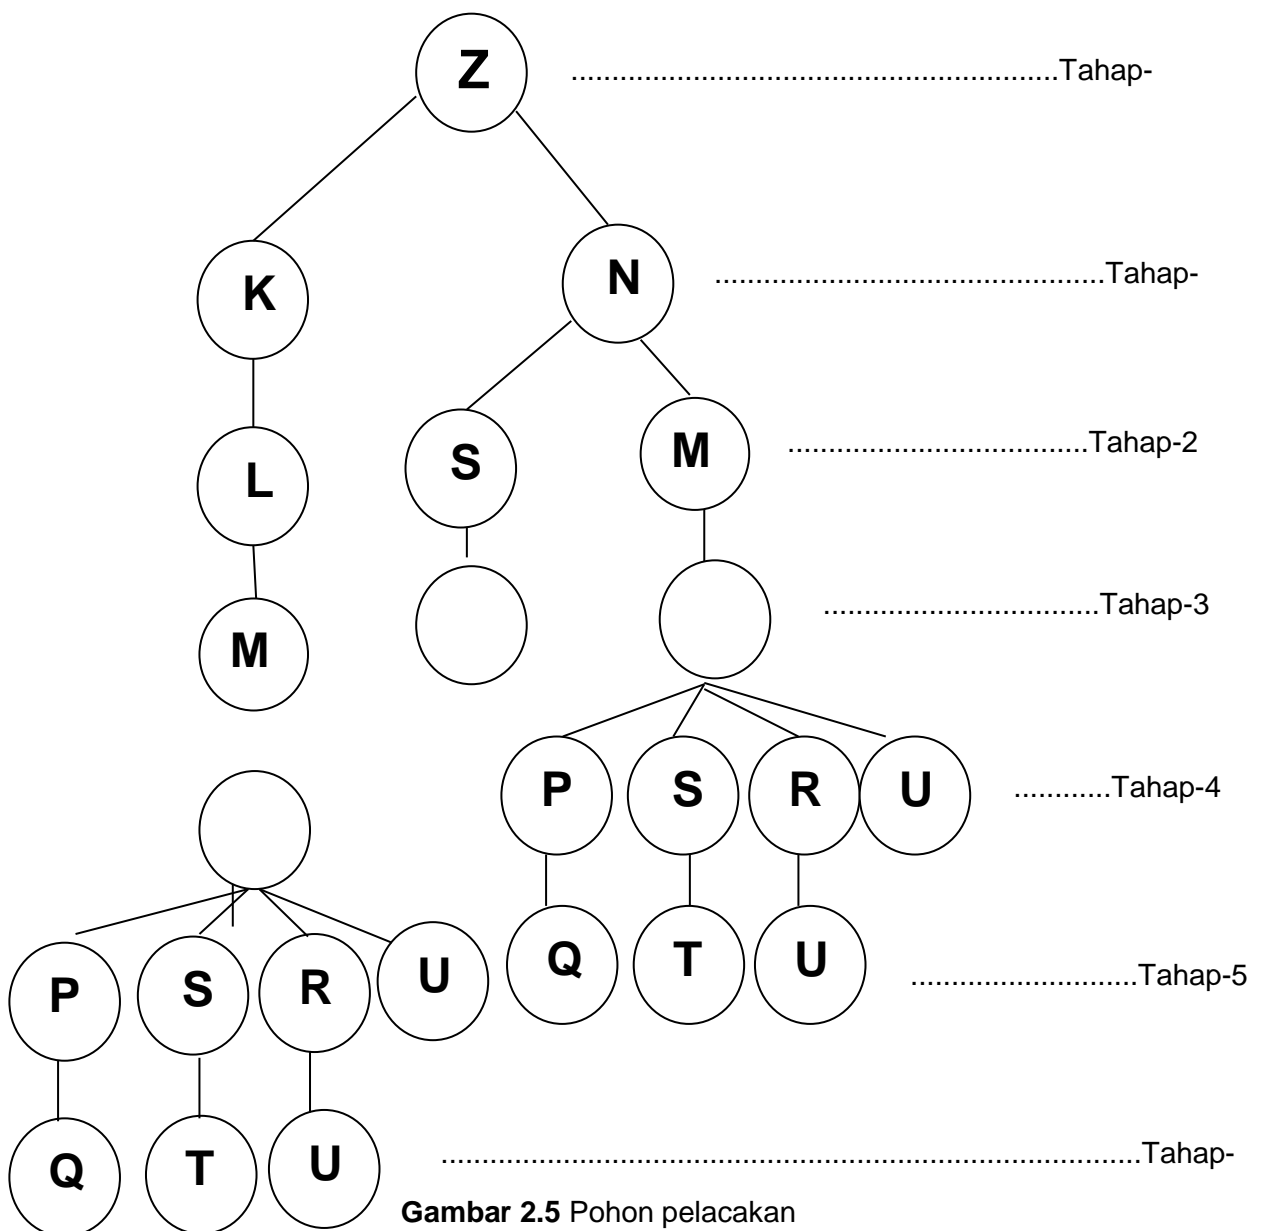 Z ............................................................Tahap-
K N ................................................Tahap-
L S M .....................................Tahap-2
M ..................................Tahap-3
P S R U ............Tahap-4
P S R U Q T U ............................Tahap-5
Q T U ......................................................................................Tahap-
Gambar 2.5 Pohon pelacakan